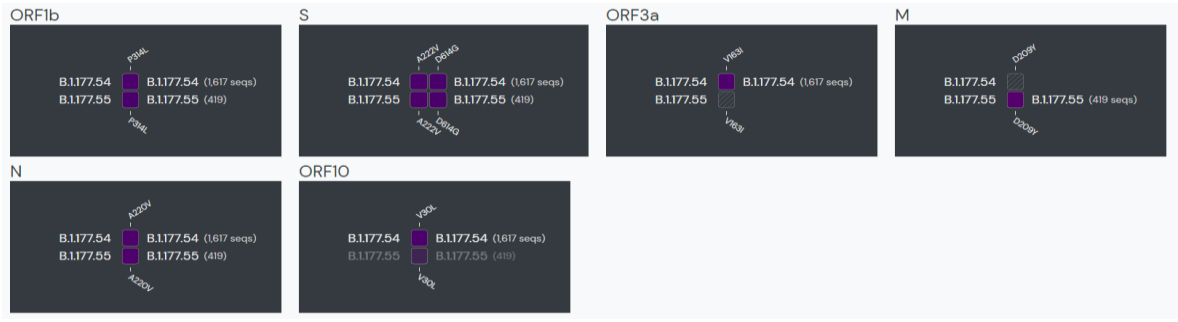 ORF1b
P314L
B.1.177.54 B.1.177.54 (1,617 seqs)
B.1.177.55 B.1.177.55 (419)
P314L
S
A222V D614G
B.1.177.54 B.1.177.54 (1,617 seqs)
B.1.177.55 B.1.177.55 (419)
A222V D614G
ORF3a
V163I
B.1.177.54 B.1.177.54 (1,617 seqs)
B.1.177.55
V163I
M
D209Y
B.1.177.54
B.1.177.55 B.1.177.55 (419 seqs)
D209Y
N
A220V
B.1.177.54 B.1.177.54 (1,617 seqs)
B.1.177.55 B.1.177.55 (419)
A220V
ORF10
V30L
B.1.177.54 B.1.177.54 (1,617 seqs)
B.1.177.55 B.1.177.55 (419)
V30L